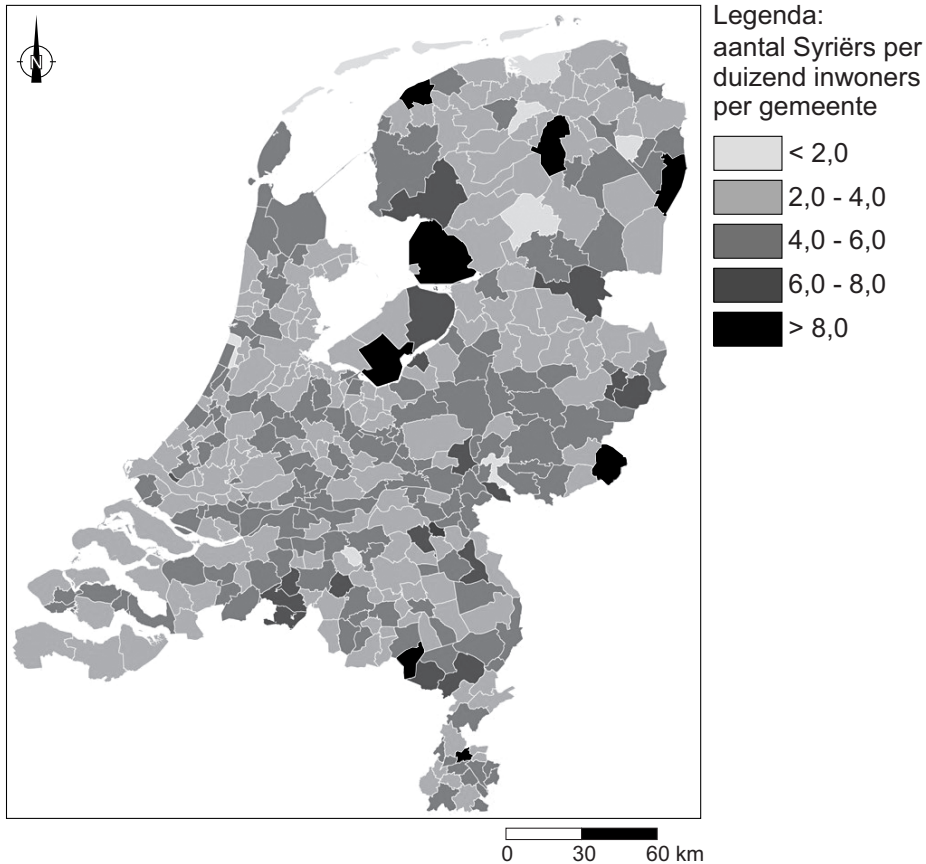 N
Legenda:
aantal Syriërs per
duizend inwoners
per gemeente
< 2,0
2,0 - 4,0
4,0 - 6,0
6,0 - 8,0
> 8,0
0 30 60 km